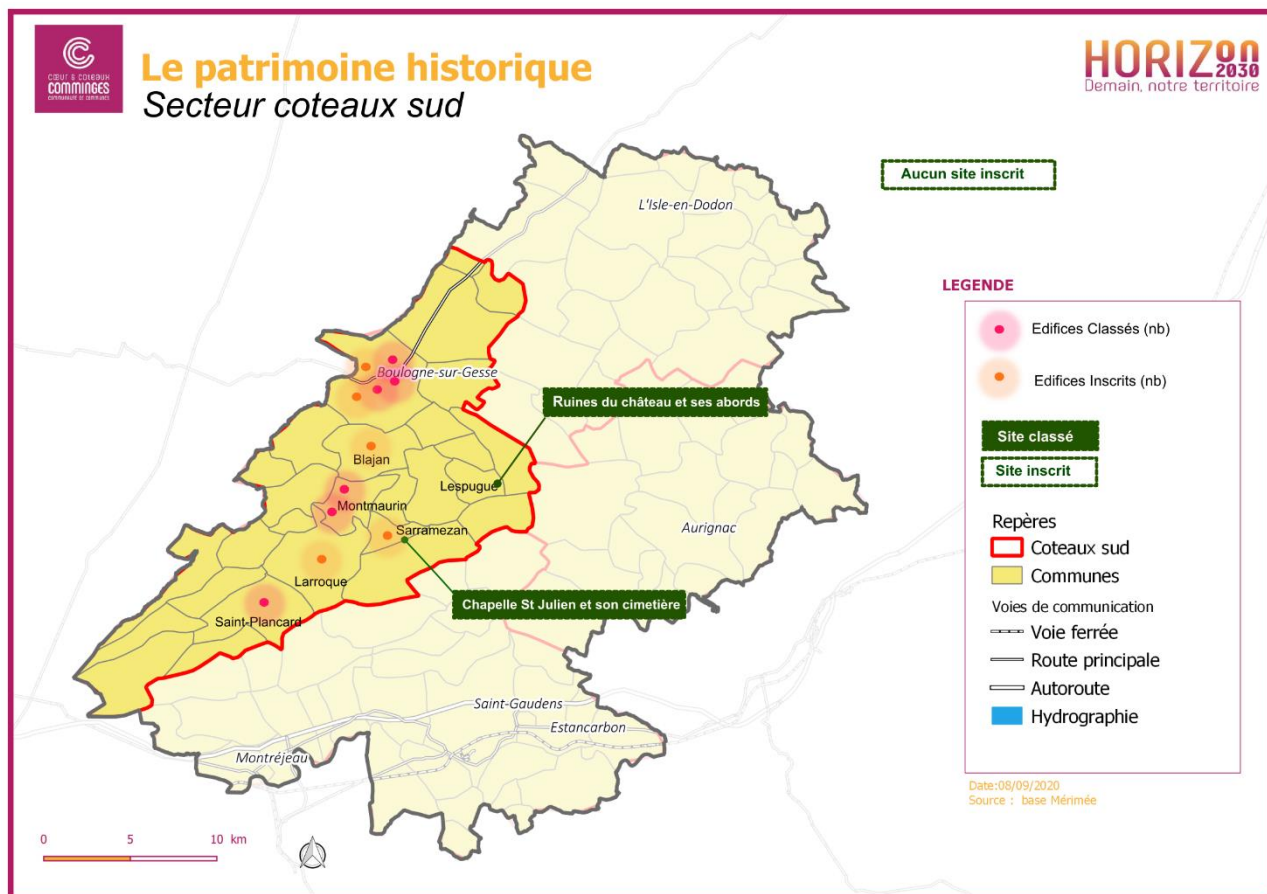 CŒUR & COTEAUX
COMMINGES
COMMUNAUTÉ DE COMMUNES
Le patrimoine historique
Secteur coteaux sud
HORIZON
2030
Demain, notre territoire
Aucun site inscrit
L'Isle-en-Dodon
LEGENDE
Edifices Classés (nb)
Edifices Inscrits (nb)
Site classé
Site inscrit
Repères
Coteaux sud
Communes
Voies de communication
Voie ferrée
Route principale
Autoroute
Hydrographie
Date:08/09/2020
Source : base Mérimée
Boulogne-sur-Gesse
Ruines du château et ses abords
Blajan
Lespugue
Montmaurin
Sarramezan
Aurignac
Larroque
Chapelle St Julien et son cimetière
Saint-Plancard
Saint-Gaudens
Estancarbon
Montréjeau
0 5 10 km